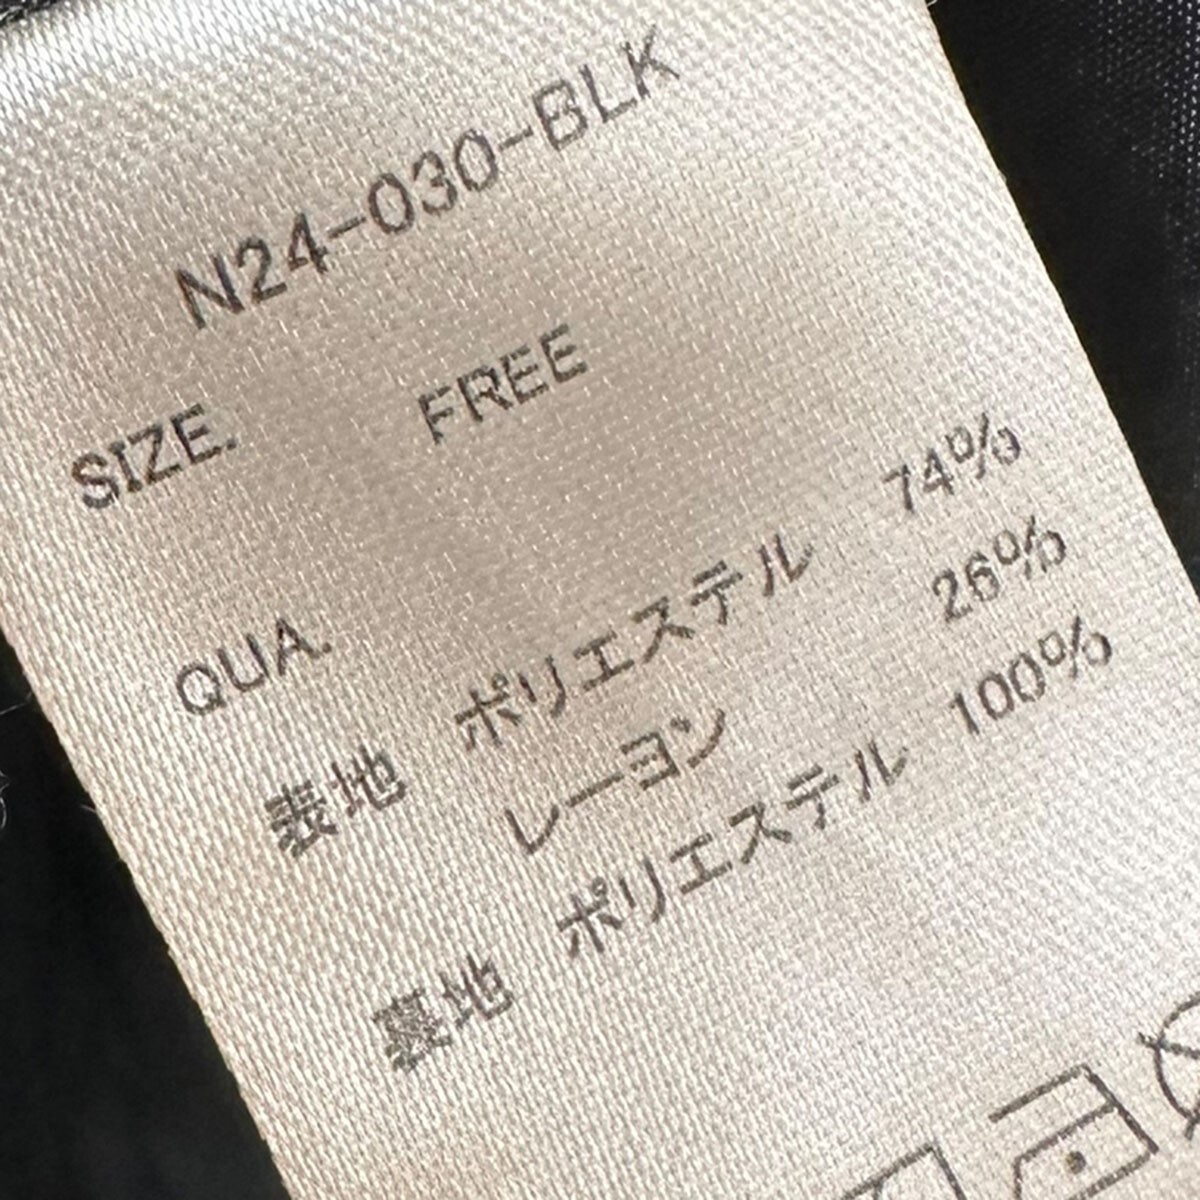 N24-030-BLK
SIZE. FREE
QUA.
表地 ポリエステル 74%
レーヨン 26%
裏地 ポリエステル 100%